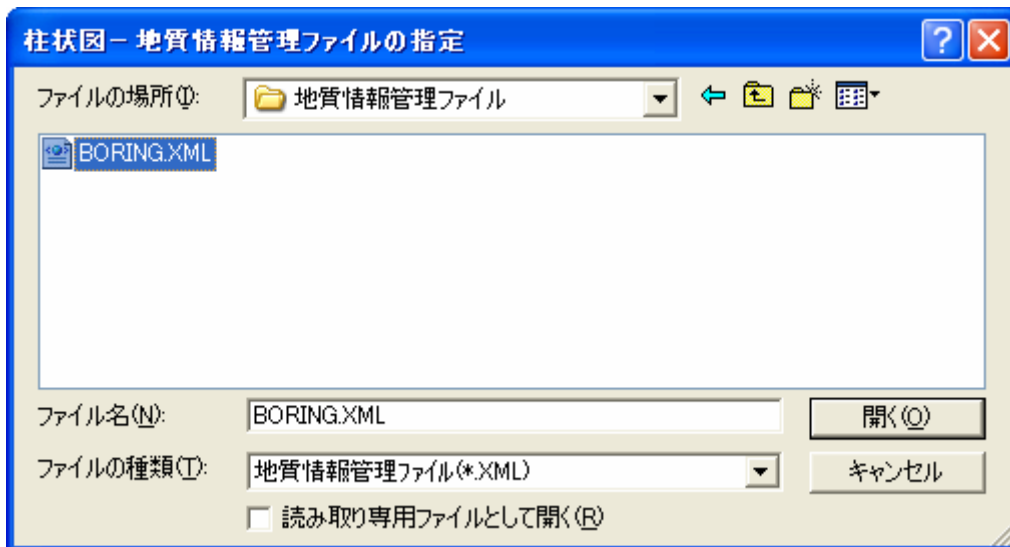 柱状図－地質情報管理ファイルの指定
ファイルの場所(I): 地質情報管理ファイル
BORING.XML
ファイル名(N): BORING.XML 開く(O)
ファイルの種類(T): 地質情報管理ファイル(*.XML) キャンセル
読み取り専用ファイルとして開く(R)